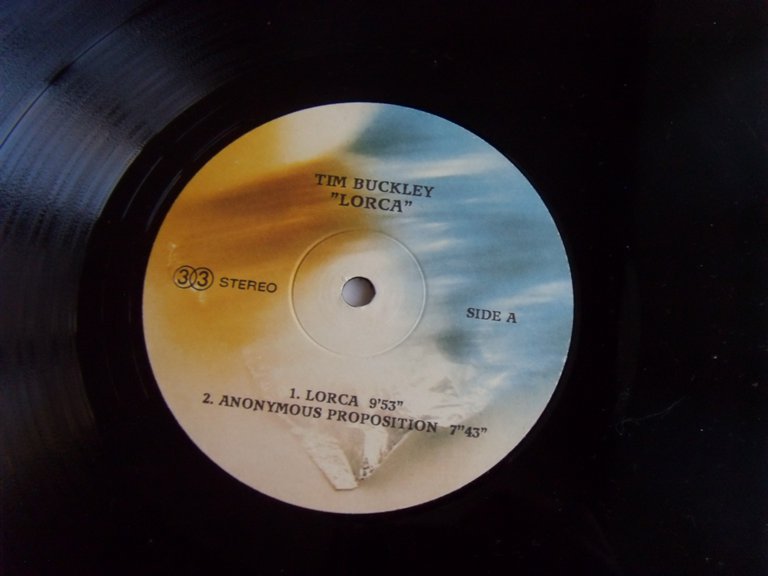 TIM BUCKLEY
"LORCA"
33 STEREO
SIDE A
1. LORCA 9'53"
2. ANONYMOUS PROPOSITION 7"43"